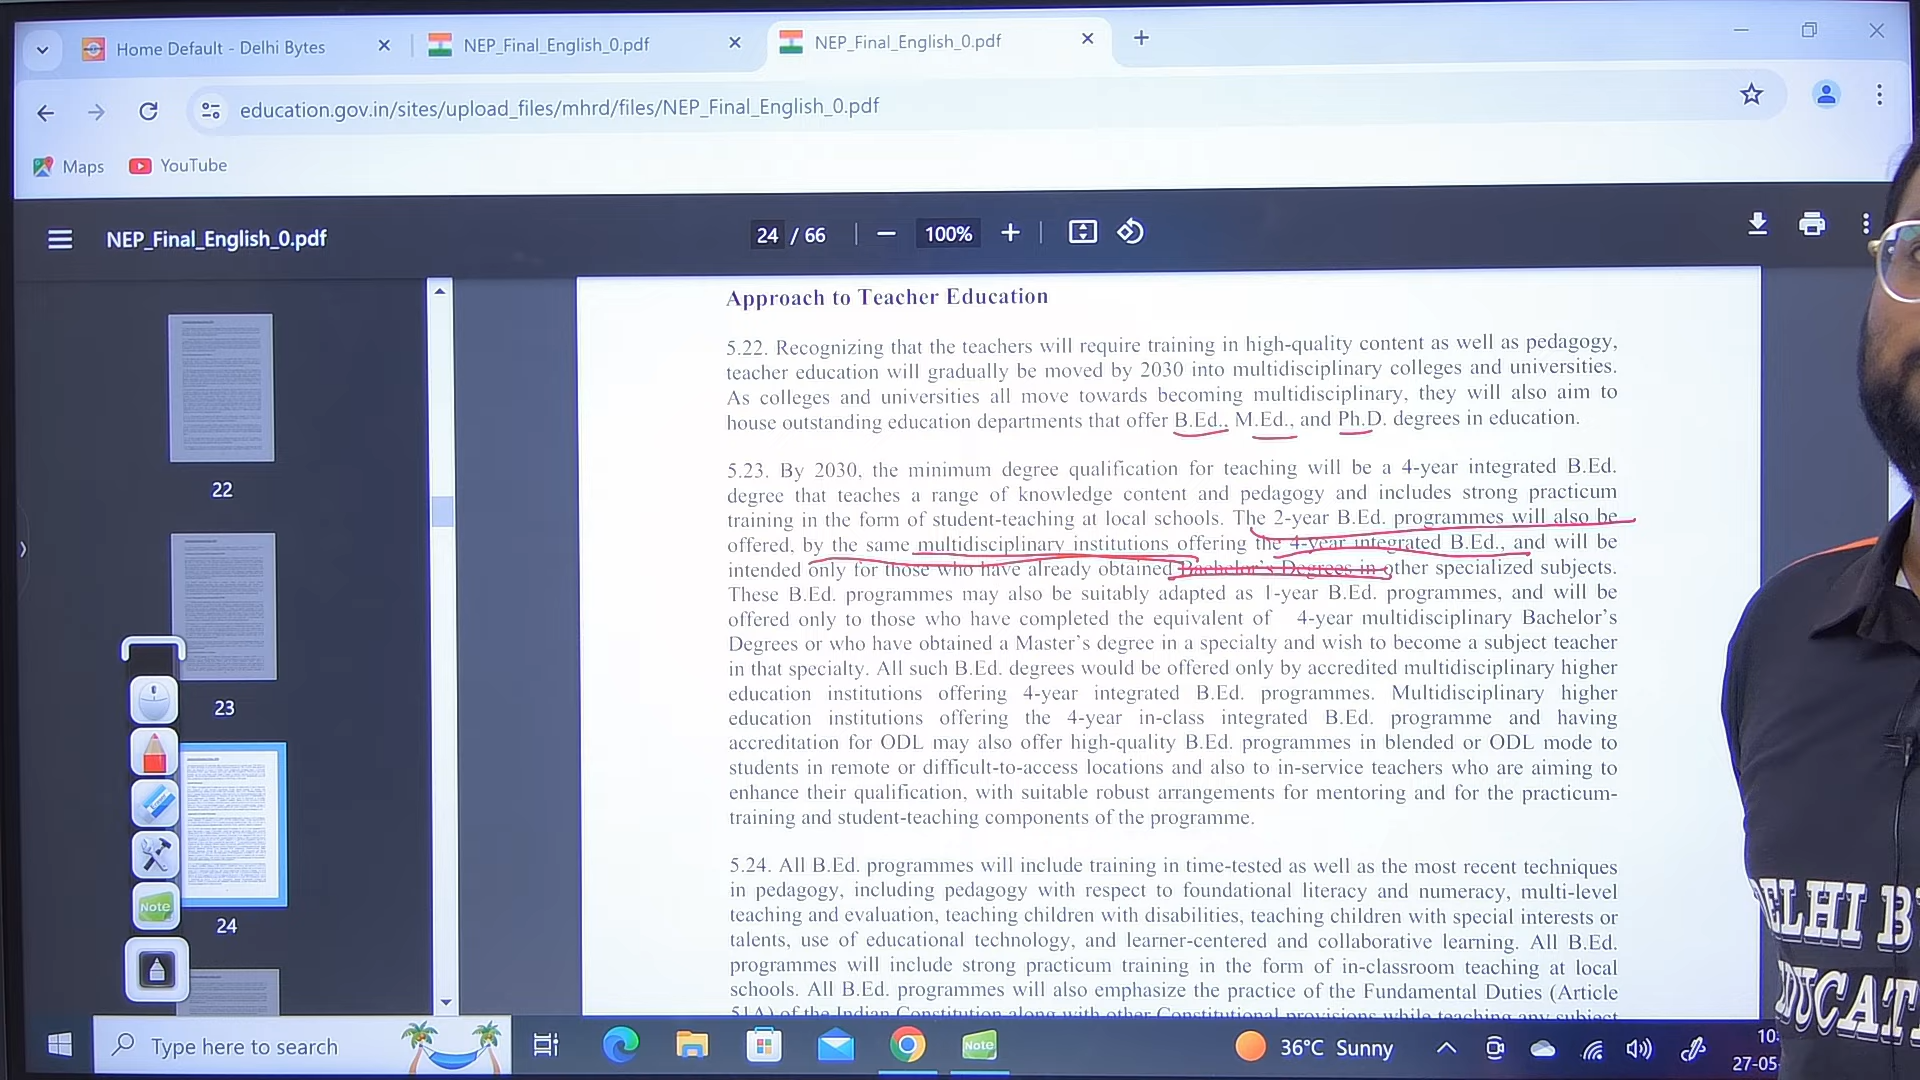 Home Default - Delhi Bytes
NEP_Final_English_0.pdf
NEP_Final_English_0.pdf
education.gov.in/sites/upload_files/mhrd/files/NEP_Final_English_0.pdf
Maps
YouTube
NEP_Final_English_0.pdf
24 / 66
100%
22
23
24
Note
Approach to Teacher Education
5.22. Recognizing that the teachers will require training in high-quality content as well as pedagogy,
teacher education will gradually be moved by 2030 into multidisciplinary colleges and universities.
As colleges and universities all move towards becoming multidisciplinary, they will also aim to
house outstanding education departments that offer B.Ed., M.Ed., and Ph.D. degrees in education.
5.23. By 2030, the minimum degree qualification for teaching will be a 4-year integrated B.Ed.
degree that teaches a range of knowledge content and pedagogy and includes strong practicum
training in the form of student-teaching at local schools. The 2-year B.Ed. programmes will also be
offered, by the same multidisciplinary institutions offering the 4-year integrated B.Ed., and will be
intended only for those who have already obtained Bachelor's Degrees in other specialized subjects.
These B.Ed. programmes may also be suitably adapted as 1-year B.Ed. programmes, and will be
offered only to those who have completed the equivalent of 4-year multidisciplinary Bachelor's
Degrees or who have obtained a Master's degree in a specialty and wish to become a subject teacher
in that specialty. All such B.Ed. degrees would be offered only by accredited multidisciplinary higher
education institutions offering 4-year integrated B.Ed. programmes. Multidisciplinary higher
education institutions offering the 4-year in-class integrated B.Ed. programme and having
accreditation for ODL may also offer high-quality B.Ed. programmes in blended or ODL mode to
students in remote or difficult-to-access locations and also to in-service teachers who are aiming to
enhance their qualification, with suitable robust arrangements for mentoring and for the practicum-
training and student-teaching components of the programme.
5.24. All B.Ed. programmes will include training in time-tested as well as the most recent techniques
in pedagogy, including pedagogy with respect to foundational literacy and numeracy, multi-level
teaching and evaluation, teaching children with disabilities, teaching children with special interests or
talents, use of educational technology, and learner-centered and collaborative learning. All B.Ed.
programmes will include strong practicum training in the form of in-classroom teaching at local
schools. All B.Ed. programmes will also emphasize the practice of the Fundamental Duties (Article
51A) of the Indian Constitution along with other Constitutional provisions while teaching any subject
ELHI B
DUCAT
Type here to search
Note
36°C Sunny
10:
27-05